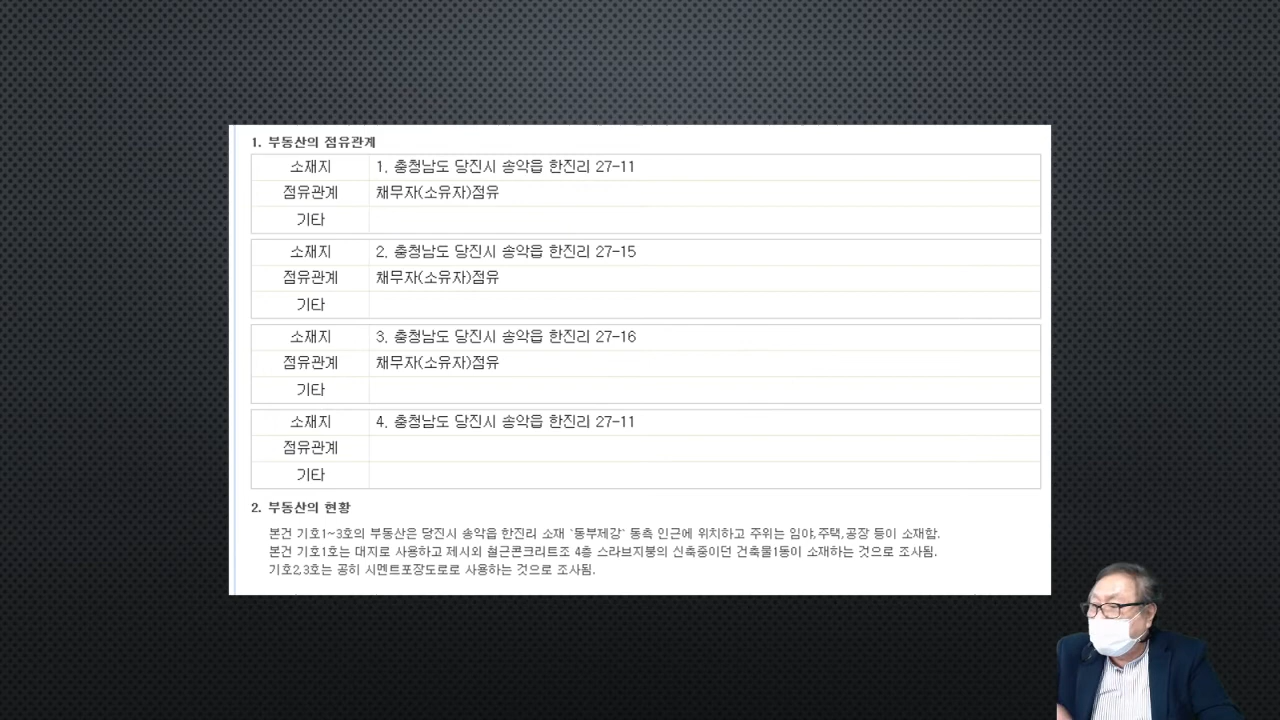 1. 부동산의 점유관계
소재지 1. 충청남도 당진시 송악읍 한진리 27-11
점유관계 채무자(소유자)점유
기타
소재지 2. 충청남도 당진시 송악읍 한진리 27-15
점유관계 채무자(소유자)점유
기타
소재지 3. 충청남도 당진시 송악읍 한진리 27-16
점유관계 채무자(소유자)점유
기타
소재지 4. 충청남도 당진시 송악읍 한진리 27-11
점유관계
기타
2. 부동산의 현황
본건 기호1~3호의 부동산은 당진시 송악읍 한진리 소재 `동부제강` 동측 인근에 위치하고 주위는 임야,주택,공장 등이 소재함.
본건 기호1호는 대지로 사용하고 제시외 철근콘크리트조 4층 스라브지붕의 신축중이던 건축물1동이 소재하는 것으로 조사됨.
기호2,3호는 공히 시멘트포장도로로 사용하는 것으로 조사됨.